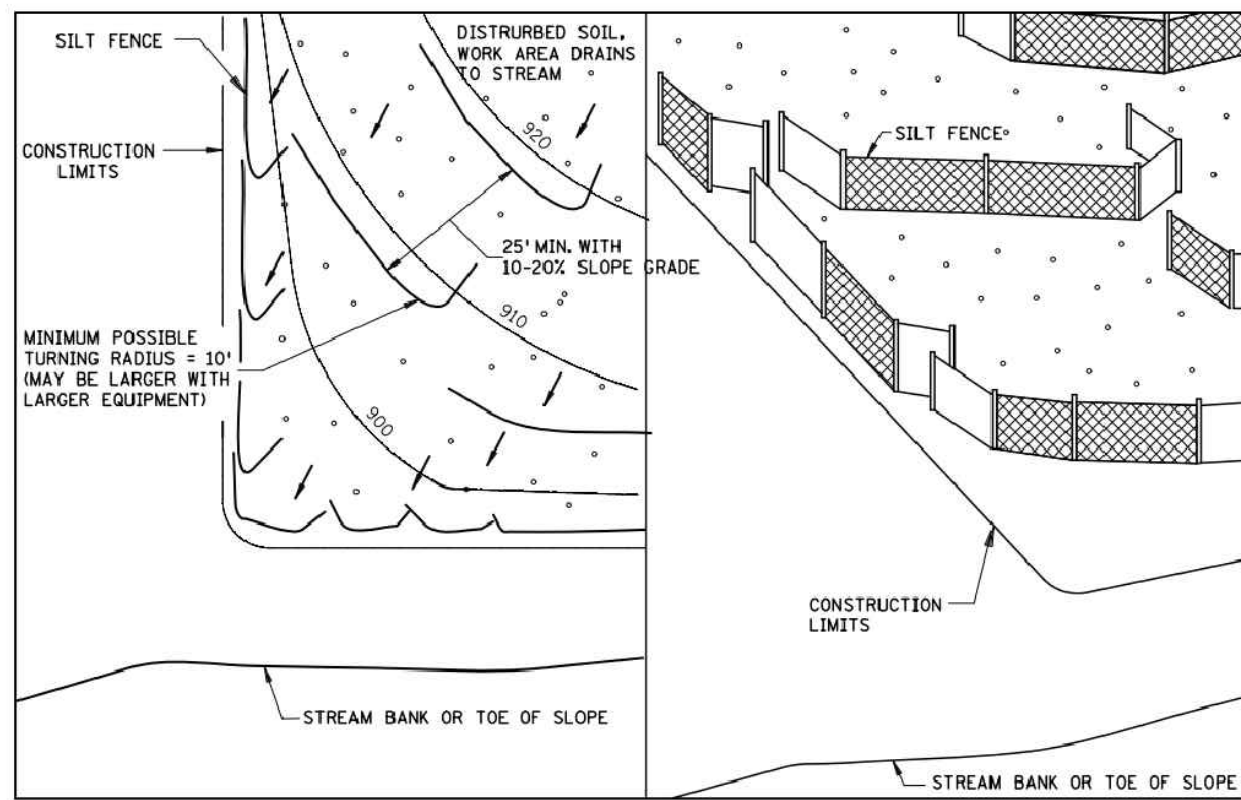 SILT FENCE
DISTRURBED SOIL,
WORK AREA DRAINS
TO STREAM
920
CONSTRUCTION
LIMITS
25' MIN. WITH
10-20% SLOPE GRADE
910
MINIMUM POSSIBLE
TURNING RADIUS = 10'
(MAY BE LARGER WITH
LARGER EQUIPMENT)
900
STREAM BANK OR TOE OF SLOPE
SILT FENCE
CONSTRUCTION
LIMITS
STREAM BANK OR TOE OF SLOPE